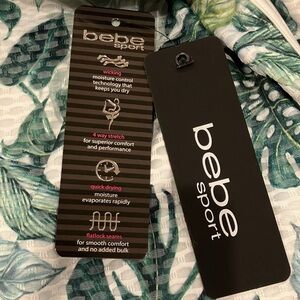 bebe
sport
wicking
moisture control
technology that
keeps you dry
4 way stretch
for superior comfort
and performance
quick drying
moisture
evaporates rapidly
flatlock seams
for smooth comfort
and no added bulk
bebe
sport